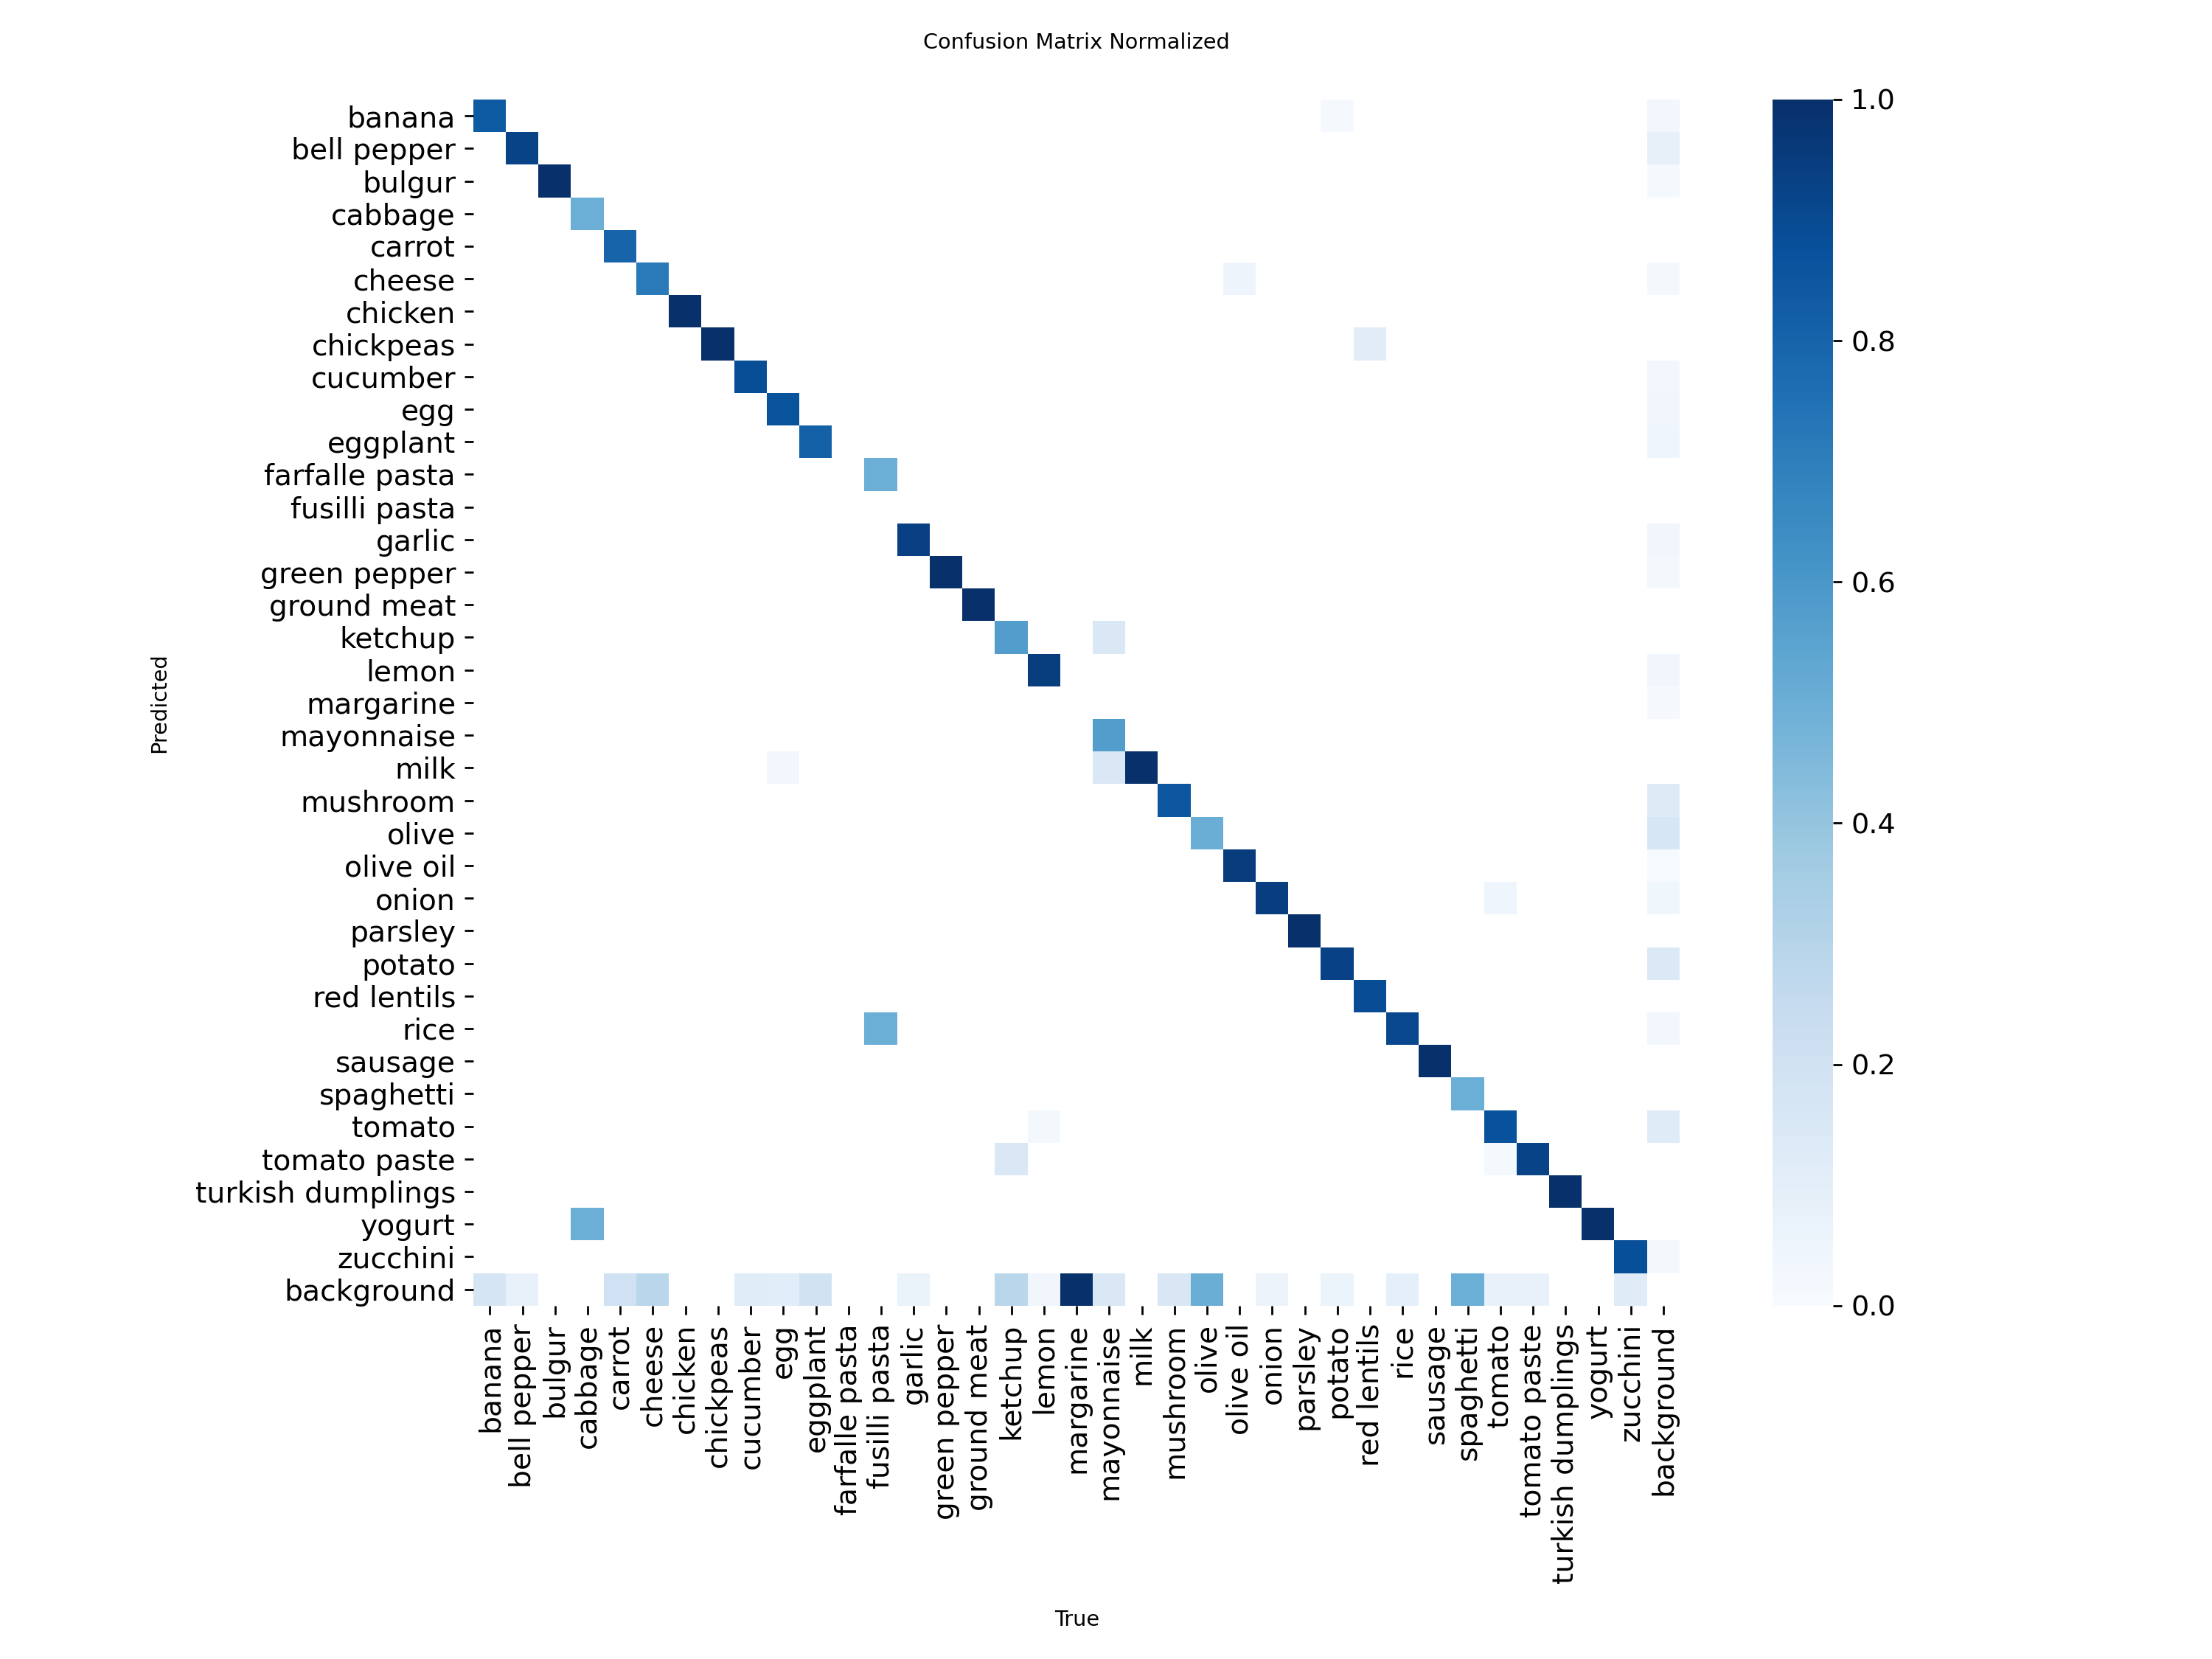 Confusion Matrix Normalized
banana
bell pepper
bulgur
cabbage
carrot
cheese
chicken
chickpeas
cucumber
egg
eggplant
farfalle pasta
fusilli pasta
garlic
green pepper
ground meat
ketchup
lemon
margarine
mayonnaise
milk
mushroom
olive
olive oil
onion
parsley
potato
red lentils
rice
sausage
spaghetti
tomato
tomato paste
turkish dumplings
yogurt
zucchini
background
Predicted
banana
bell pepper
bulgur
cabbage
carrot
cheese
chicken
chickpeas
cucumber
egg
eggplant
farfalle pasta
fusilli pasta
garlic
green pepper
ground meat
ketchup
lemon
margarine
mayonnaise
milk
mushroom
olive
olive oil
onion
parsley
potato
red lentils
rice
sausage
spaghetti
tomato
tomato paste
turkish dumplings
yogurt
zucchini
background
True
1.0
0.8
0.6
0.4
0.2
0.0